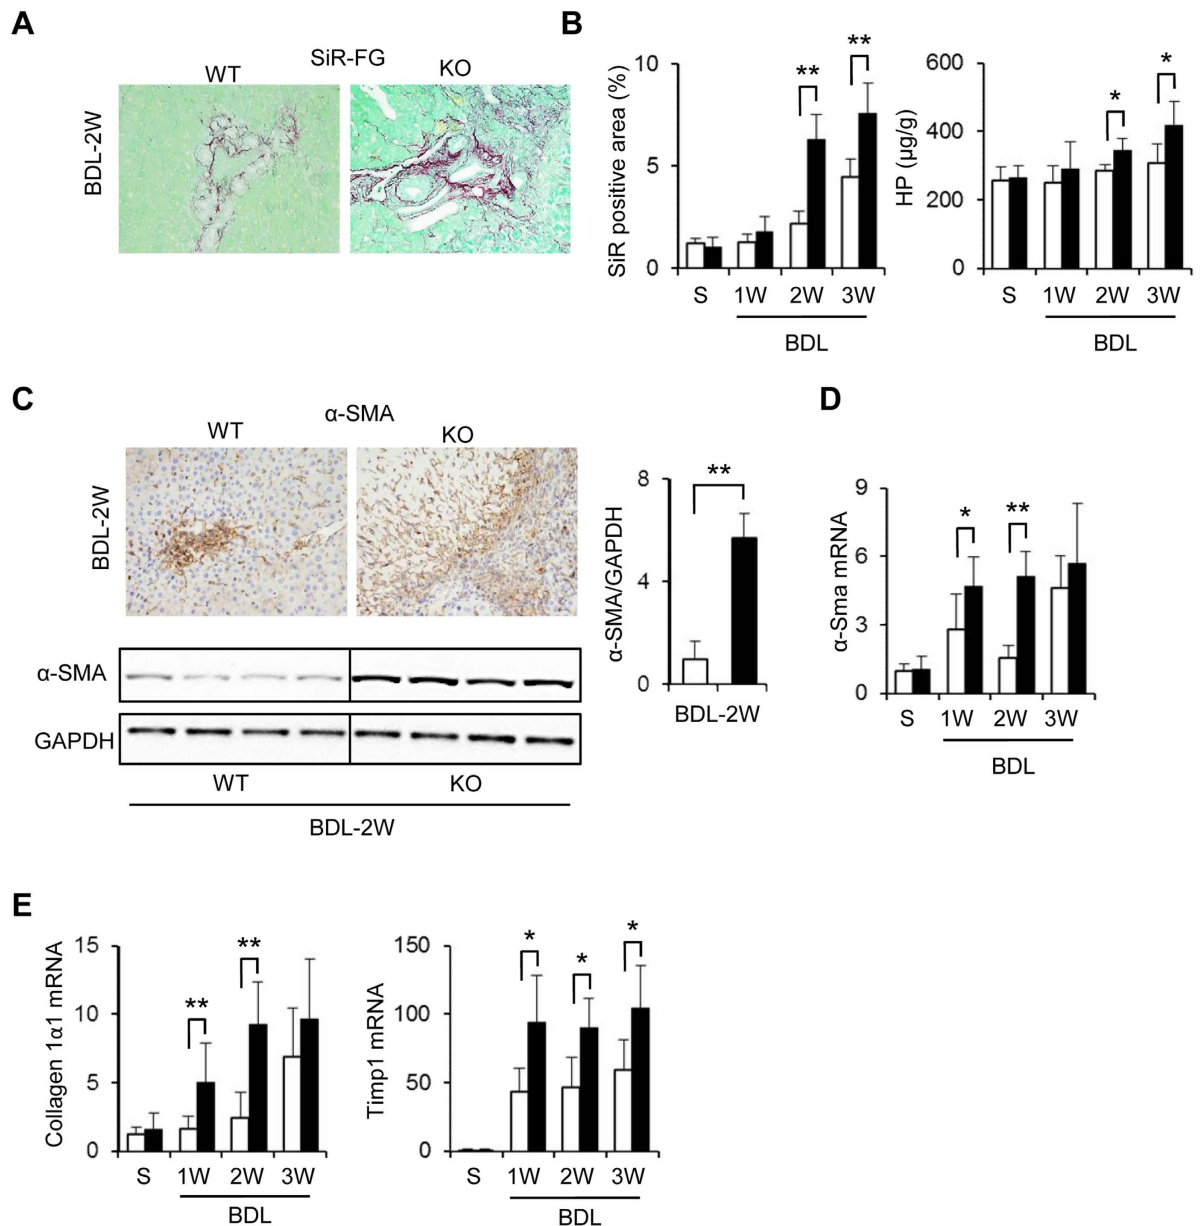 A
SiR-FG
WT KO
BDL-2W
B
SiR positive area (%)
10
5
0
** **
S 1W 2W 3W
BDL
HP (µg/g)
600
400
200
0
* *
S 1W 2W 3W
BDL
C
α-SMA
WT KO
BDL-2W
α-SMA
GAPDH
WT KO
BDL-2W
α-SMA/GAPDH
8
4
0
**
BDL-2W
D
α-Sma mRNA
9
6
3
0
* **
S 1W 2W 3W
BDL
E
Collagen 1α1 mRNA
15
10
5
0
** **
S 1W 2W 3W
BDL
Timp1 mRNA
150
100
50
0
* * *
S 1W 2W 3W
BDL